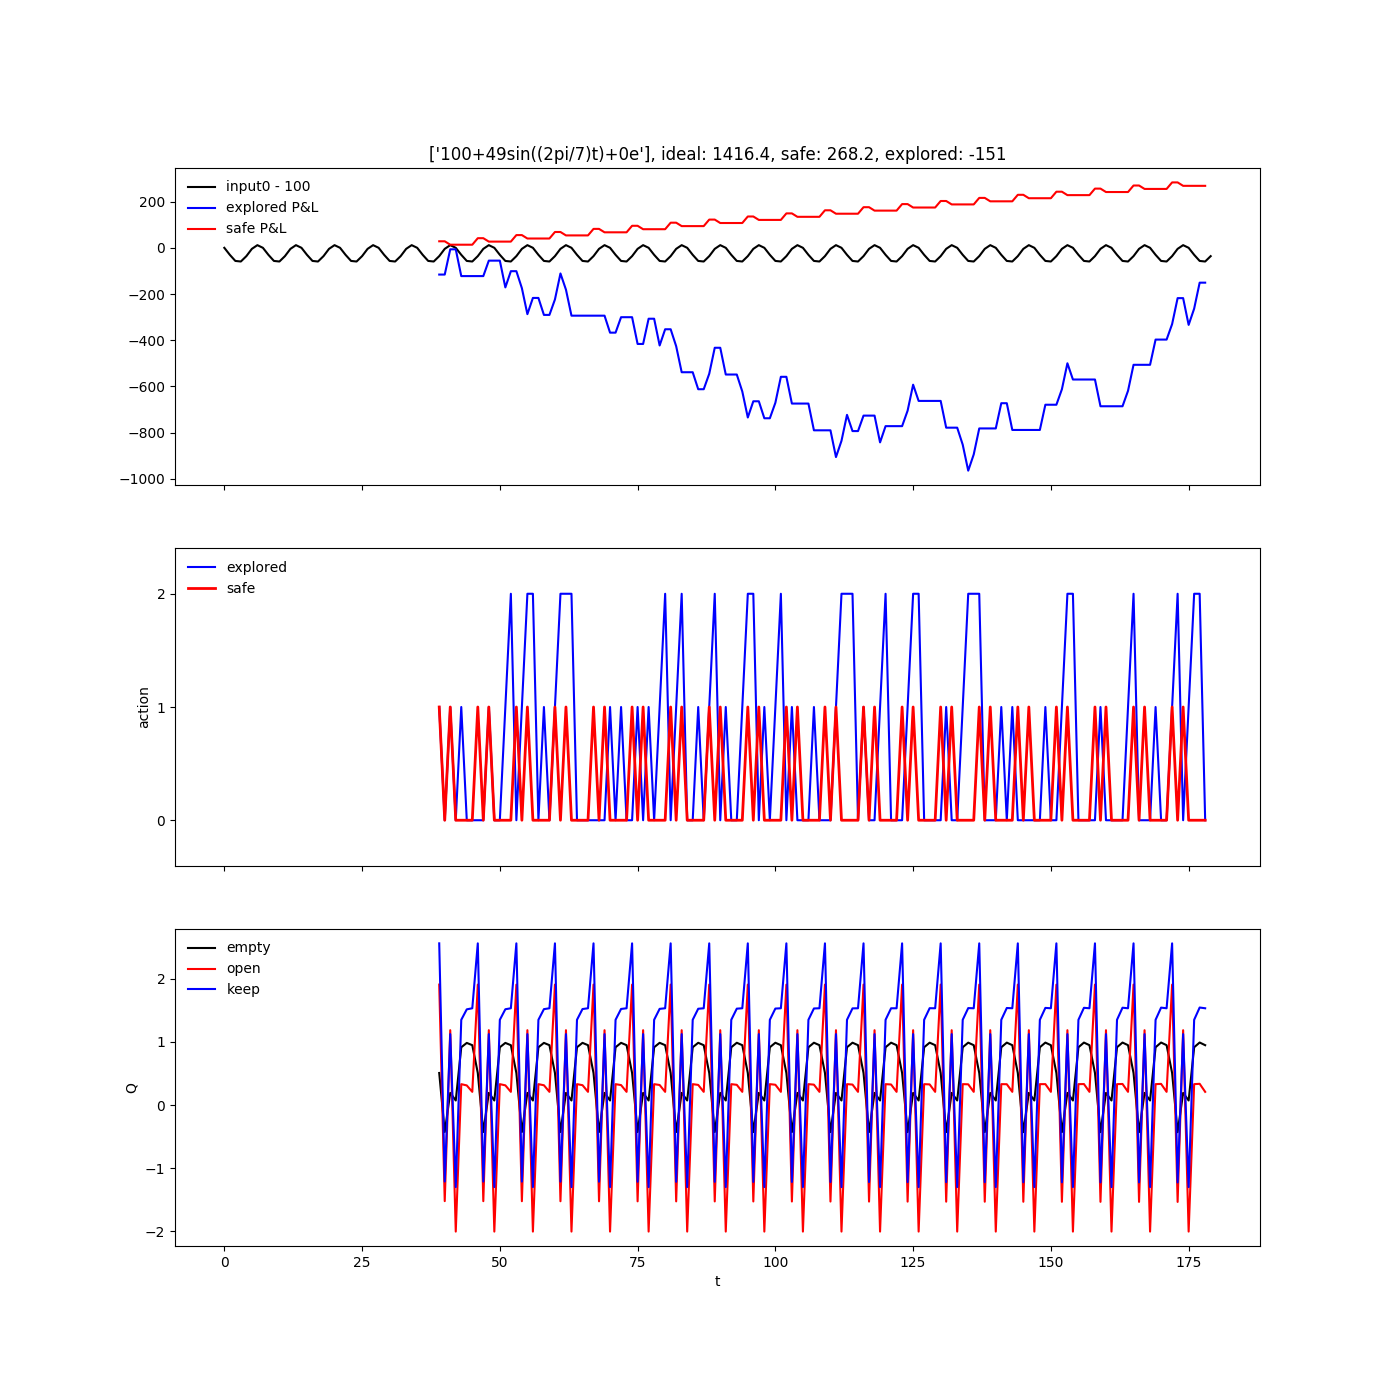 ['100+49sin((2pi/7)t)+0e'], ideal: 1416.4, safe: 268.2, explored: -151
input0 - 100
explored P&L
safe P&L
200
0
−200
−400
−600
−800
−1000
explored
safe
2
1
0
action
empty
open
keep
2
1
0
−1
−2
Q
0 25 50 75 100 125 150 175
t